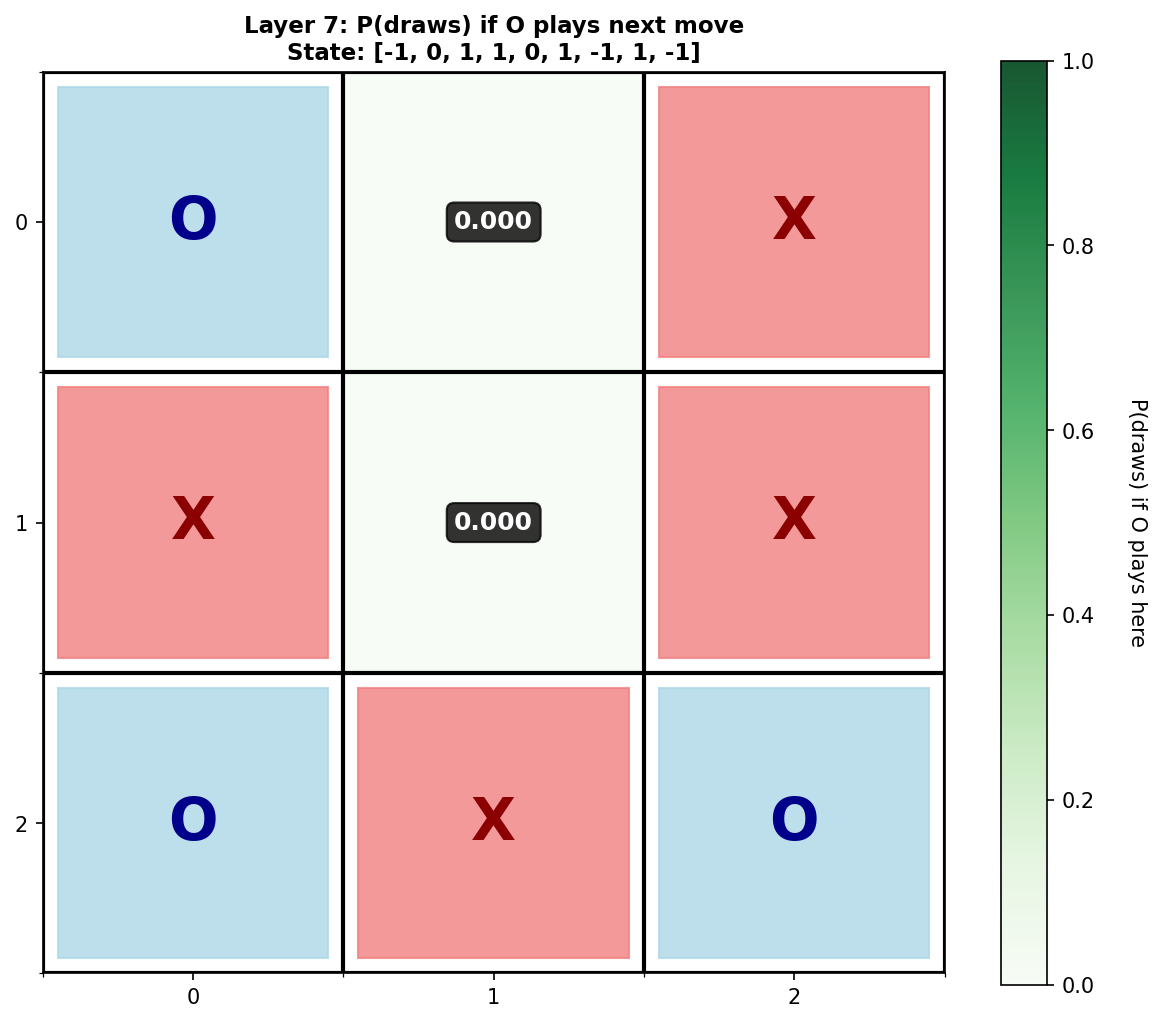 Layer 7: P(draws) if O plays next move
State: [-1, 0, 1, 1, 0, 1, -1, 1, -1]
O
0.000
X
X
0.000
X
O
X
O
0
1
2
0
1
2
1.0
0.8
0.6
0.4
0.2
0.0
P(draws) if O plays here